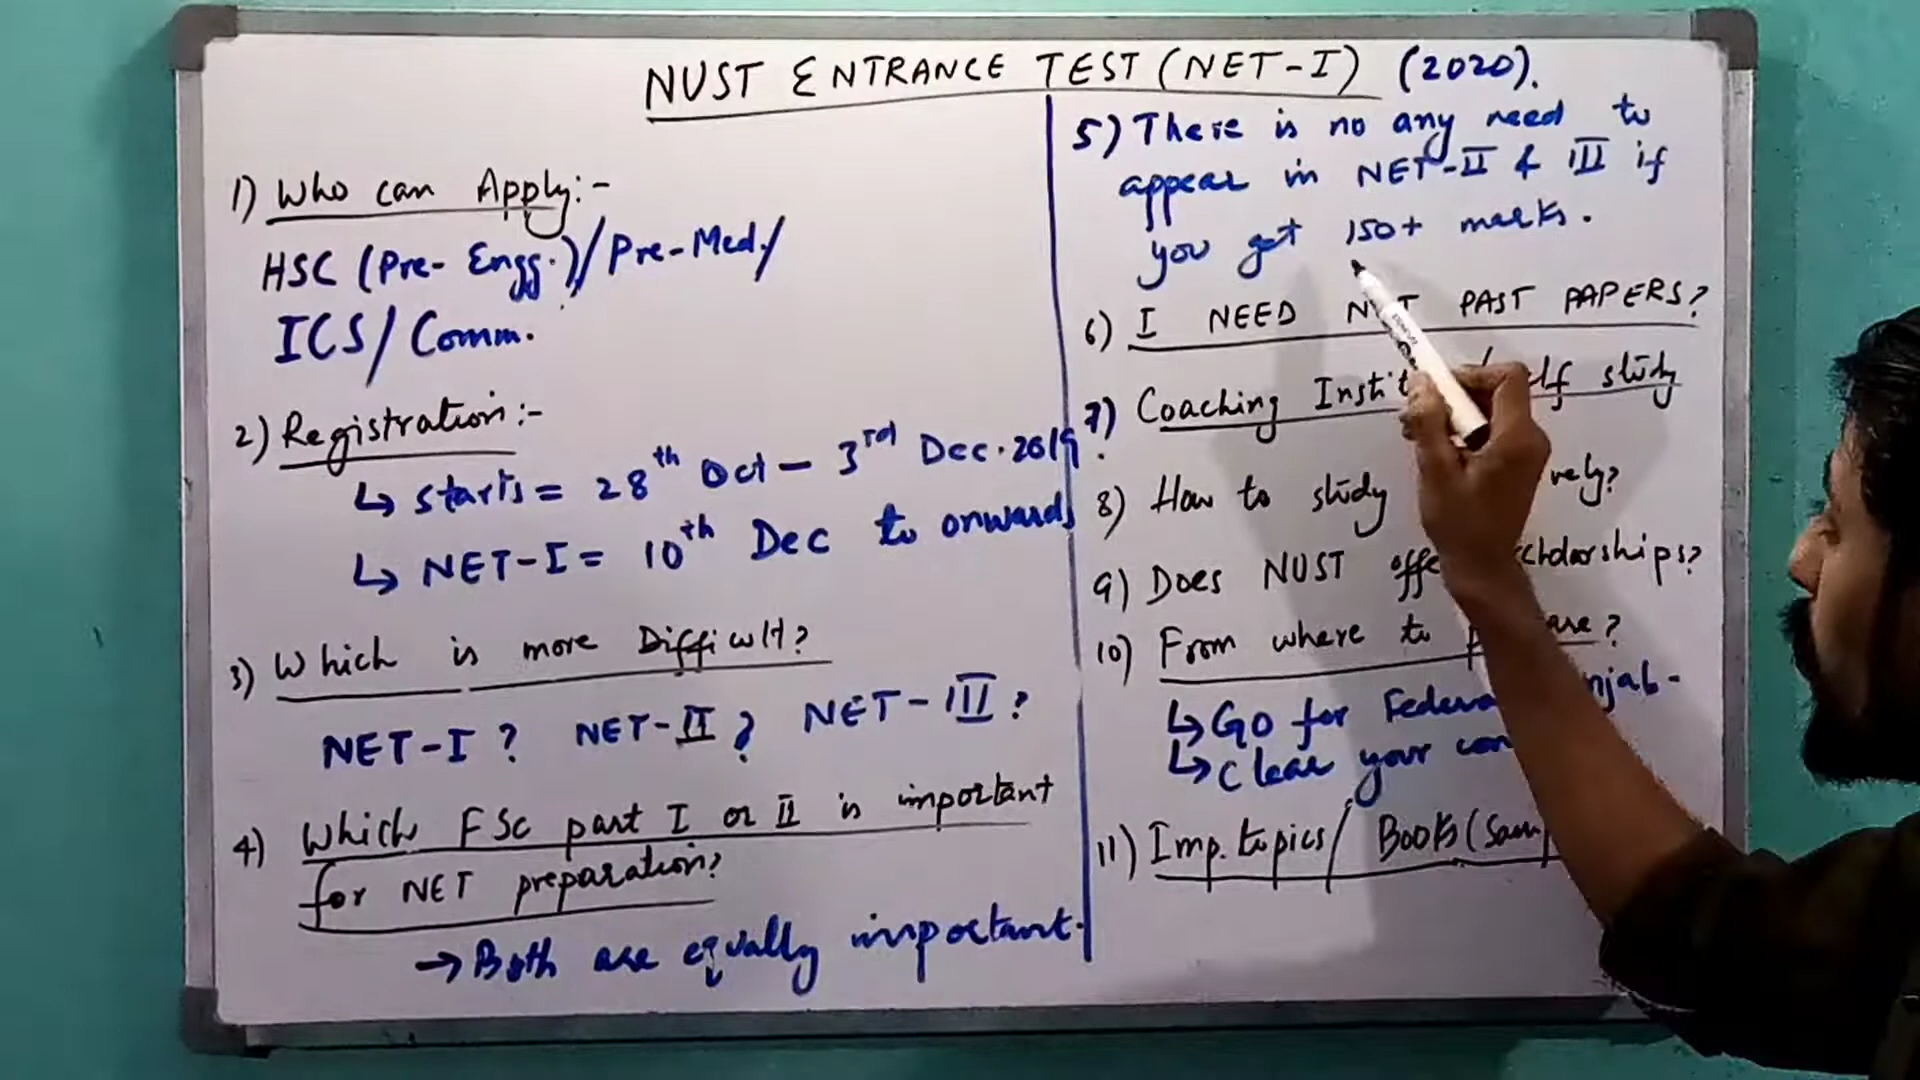 NUST ENTRANCE TEST (NET-I) (2020).
1) Who can Apply:-
HSC (Pre-Engg.)/Pre-Med/
ICS/Comm.
2) Registration:-
↳ starts = 28th Oct - 3rd Dec. 2019
↳ NET-I = 10th Dec to onwards
3) Which is more Difficult?
NET-I? NET-II? NET-III?
4) Which FSc part I or II is important
for NET preparation?
→ Both are equally important.
5) There is no any need to
appear in NET-II & III if
you get 150+ marks.
6) I NEED PAST PAPERS?
7) Coaching study
8) How to study
9) Does NUST Scholarships?
10) From where to
↳ Go for
↳ Clear your
11) Imp. topics/ Books